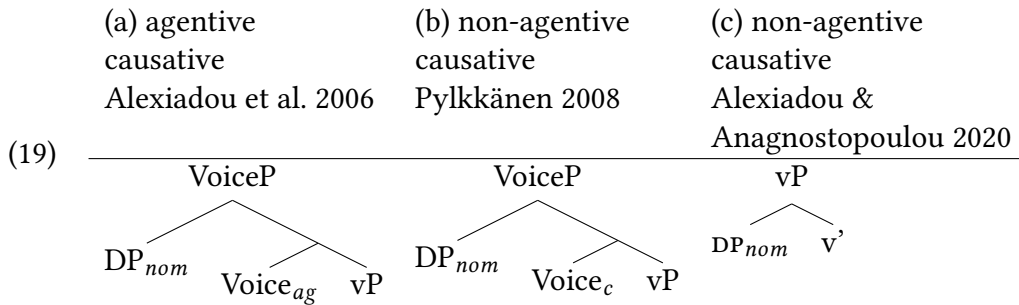 (a) agentive (b) non-agentive (c) non-agentive
causative causative causative
Alexiadou et al. 2006 Pylkkänen 2008 Alexiadou &
Anagnostopoulou 2020
(19)
VoiceP VoiceP vP
DPnom DPnom DPnom v’
Voiceag vP Voicec vP